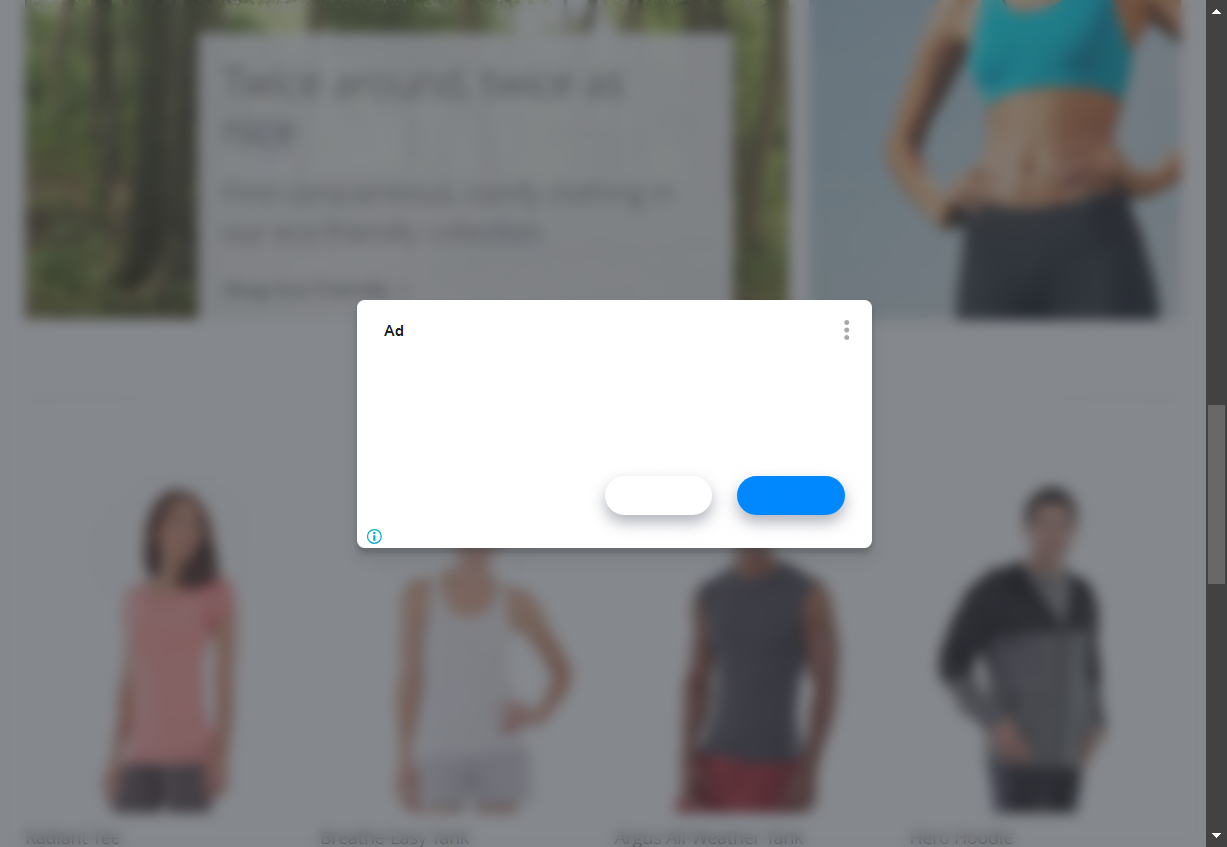 Twice around, twice as
nice
Find conscientious, comfy clothing in
our eco-friendly collection
Shop Eco-Friendly
Ad
Radiant Tee
Breathe-Easy Tank
Argus All-Weather Tank
Hero Hoodie